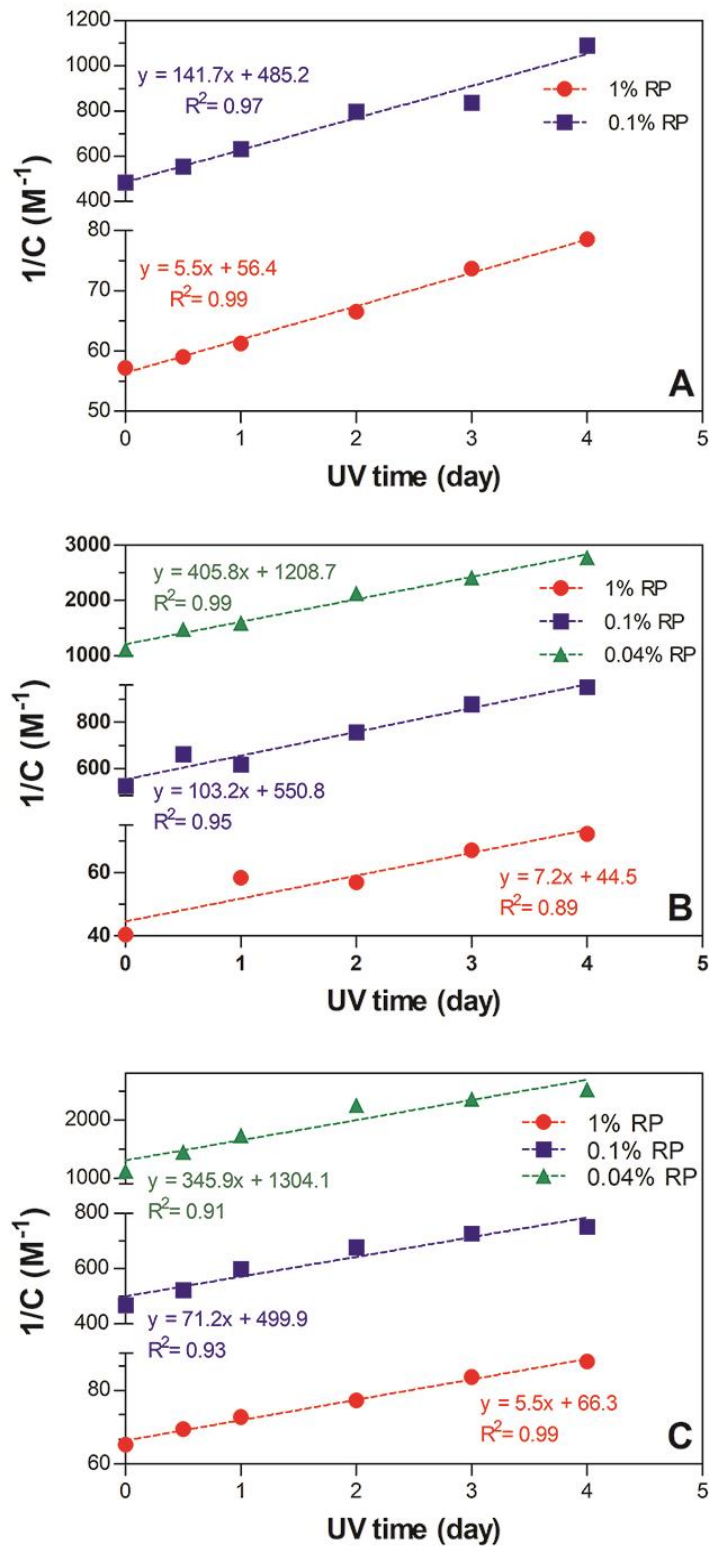 1200
1000
800
600
400
80
70
60
50
1/C (M⁻¹)
y = 141.7x + 485.2
R²= 0.97
1% RP
0.1% RP
y = 5.5x + 56.4
R²= 0.99
A
0 1 2 3 4 5
UV time (day)
3000
2000
1000
800
600
60
40
1/C (M⁻¹)
y = 405.8x + 1208.7
R²= 0.99
1% RP
0.1% RP
0.04% RP
y = 103.2x + 550.8
R²= 0.95
y = 7.2x + 44.5
R²= 0.89
B
0 1 2 3 4 5
UV time (day)
2000
1000
800
600
400
80
60
1/C (M⁻¹)
1% RP
0.1% RP
0.04% RP
y = 345.9x + 1304.1
R²= 0.91
y = 71.2x + 499.9
R²= 0.93
y = 5.5x + 66.3
R²= 0.99
C
0 1 2 3 4 5
UV time (day)